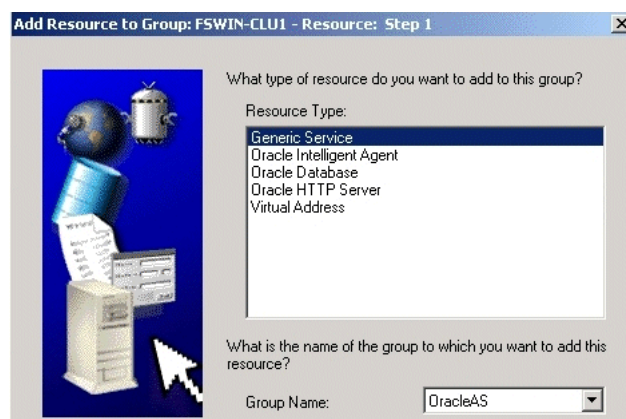 Add Resource to Group: FSWIN-CLU1 - Resource: Step 1
What type of resource do you want to add to this group?
Resource Type:
Generic Service
Oracle Intelligent Agent
Oracle Database
Oracle HTTP Server
Virtual Address
What is the name of the group to which you want to add this
resource?
Group Name:
OracleAS